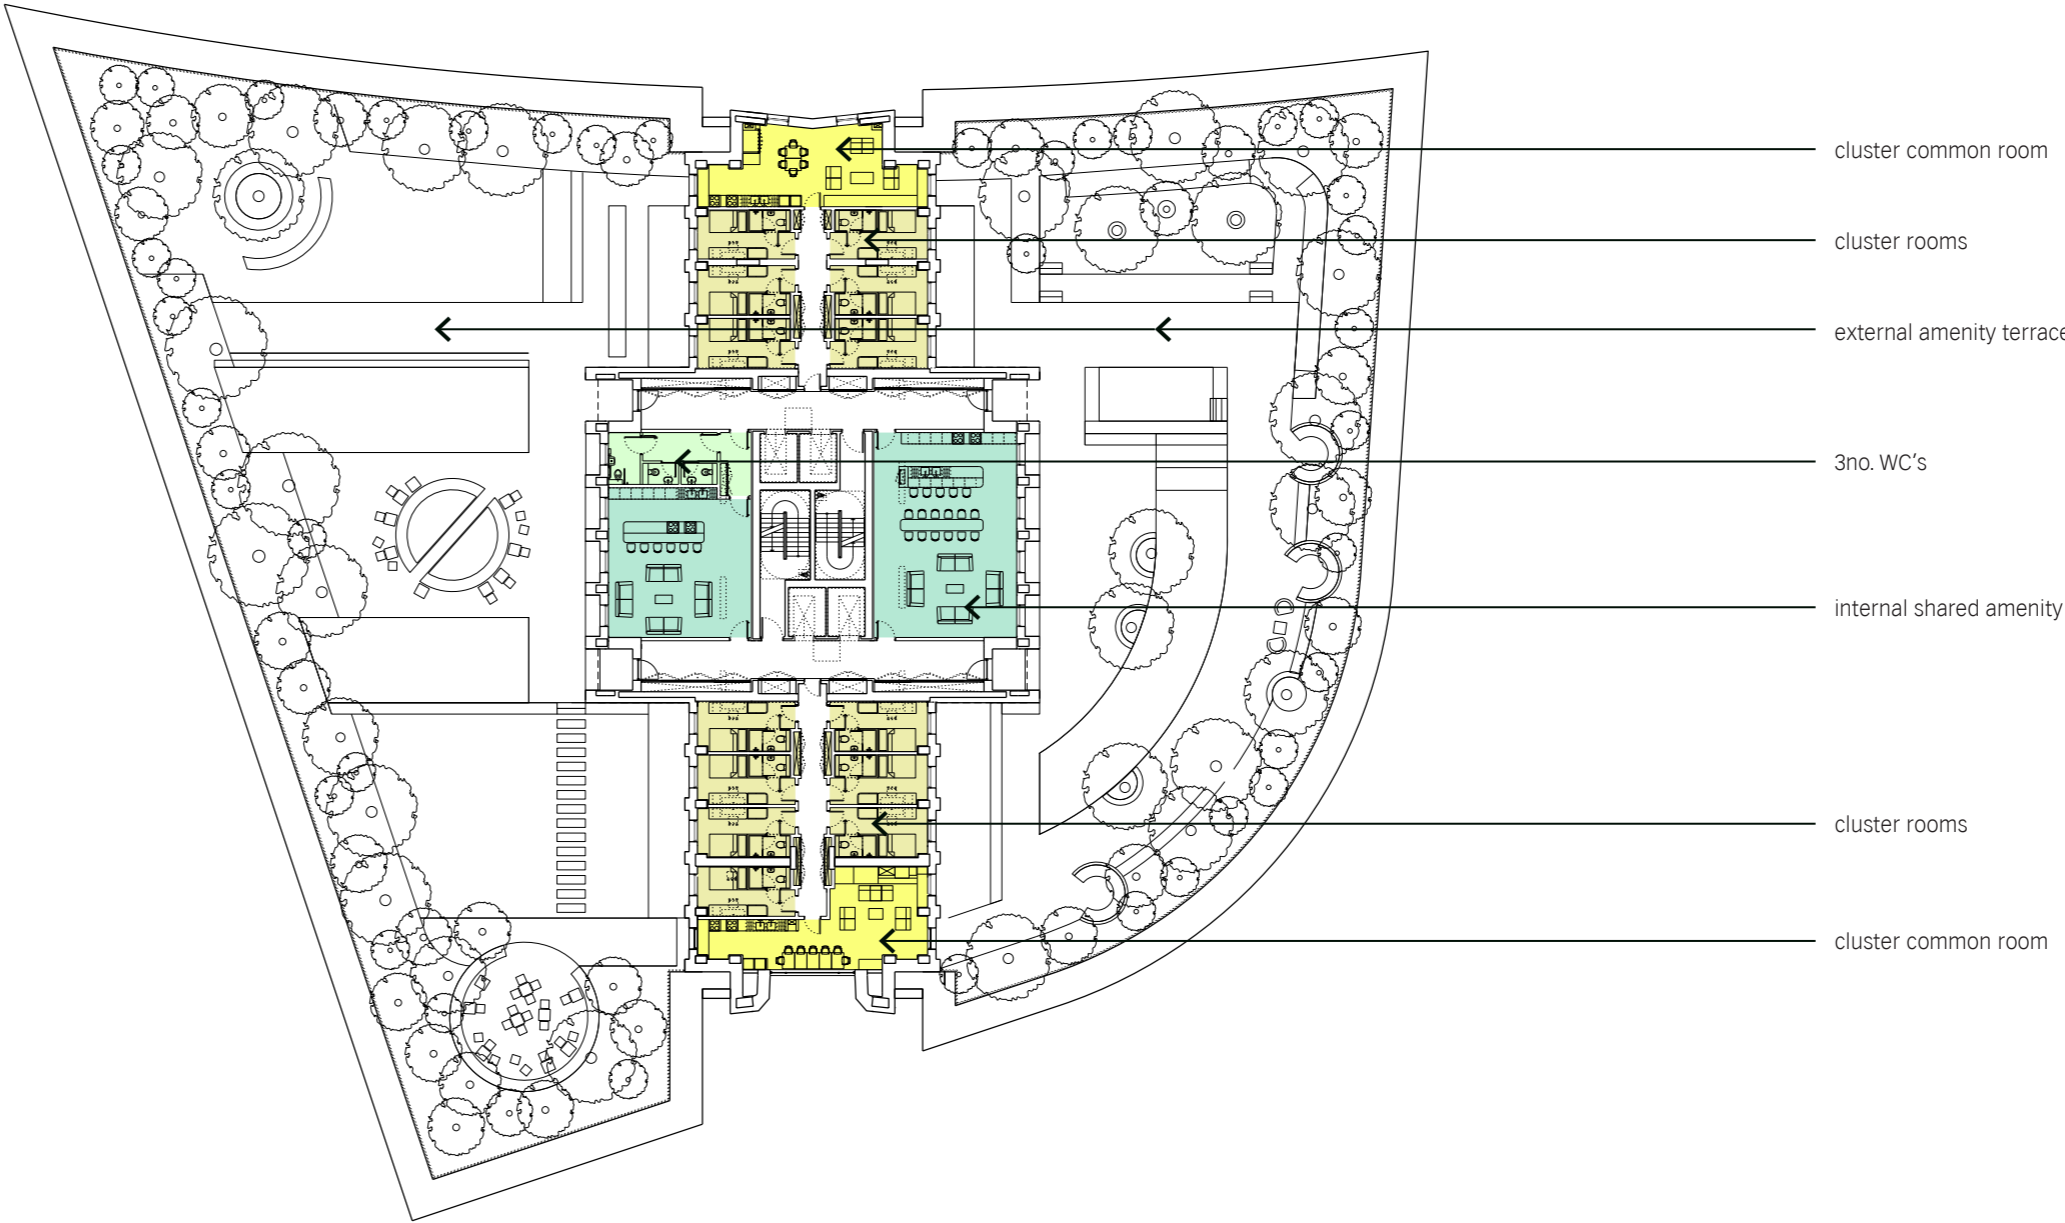 cluster common room
cluster rooms
external amenity terrace
3no. WC's
internal shared amenity
cluster rooms
cluster common room